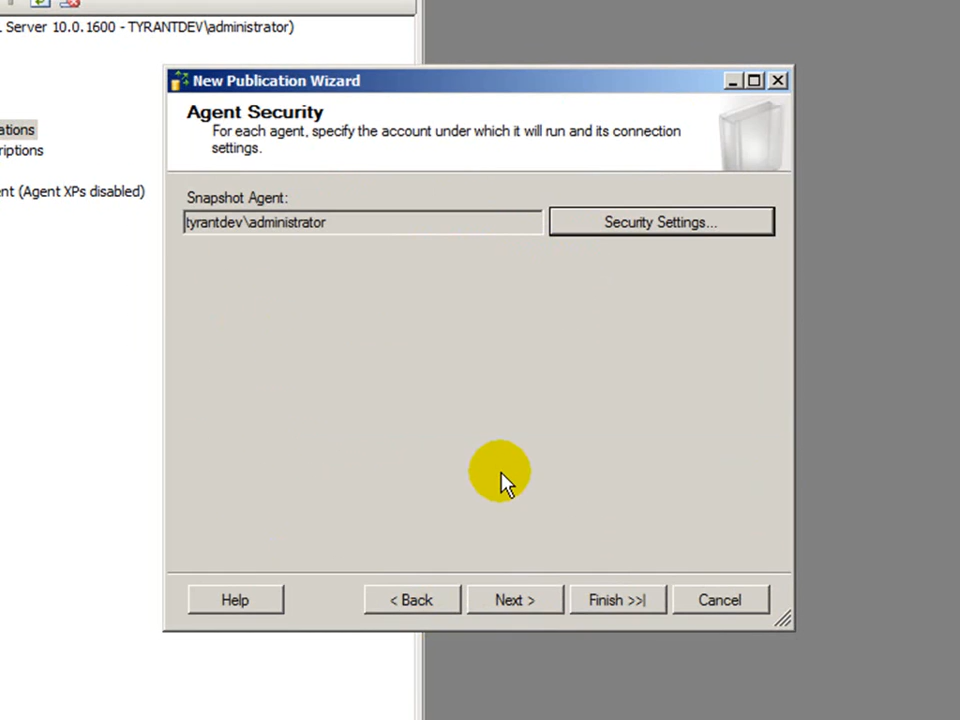 Server 10.0.1600 - TYRANTDEV\administrator)
New Publication Wizard
Agent Security
For each agent, specify the account under which it will run and its connection
settings.
ations
riptions
ent (Agent XPs disabled)
Snapshot Agent:
tyrantdev\administrator
Security Settings...
Help
< Back
Next >
Finish >>|
Cancel